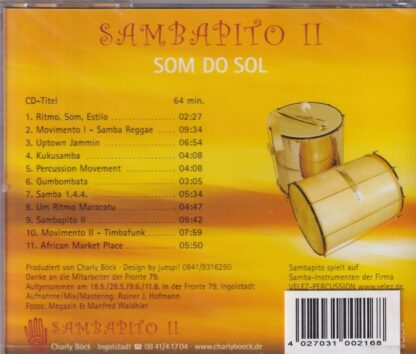 SAMBAPITO II
SOM DO SOL
CD-Titel 64 min.
1. Ritmo, Som, Estilo 02:27
2. Movimento I - Samba Reggae 09:34
3. Uptown Jammin 06:54
4. Kukusamba 04:08
5. Percussion Movement 04:08
6. Gumbombata 03:05
7. Samba 1.4.4. 05:34
8. Um Ritmo Maracatu 05:47
9. Sambapito II 09:42
10. Movimento II - Timbafunk 07:59
11. African Market Place 05:50
Produziert von Charly Böck · Design by juespi! 0841/9316250
Danke an die Mitarbeiter der Fronte 79.
Aufgenommen am 18.5./28.5./9.6./11.6. in der Fronte 79, Ingolstadt
Aufnahme/Mix/Mastering: Rainer J. Hofmann
Fotos: Megazin & Manfred Waldhier
Sambapito spielt auf
Samba-Instrumenten der Firma
VELEZ-PERCUSSION www.velez.de
SAMBAPITO II
Charly Böck · Ingolstadt ☎ 08 41/4 17 04 · www.charlyboeck.de
4 027031 002168